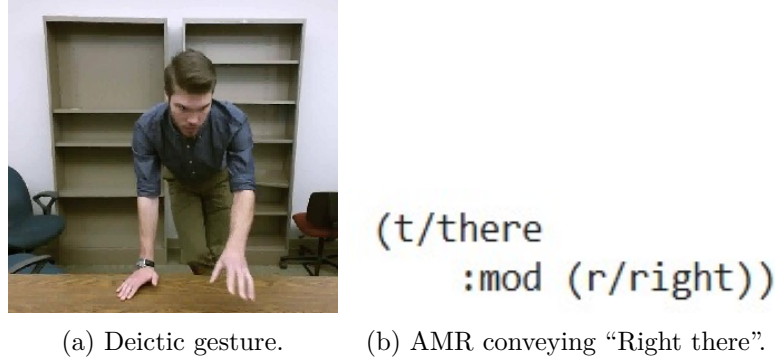 (t/there
:mod (r/right))
(a) Deictic gesture.
(b) AMR conveying “Right there”.